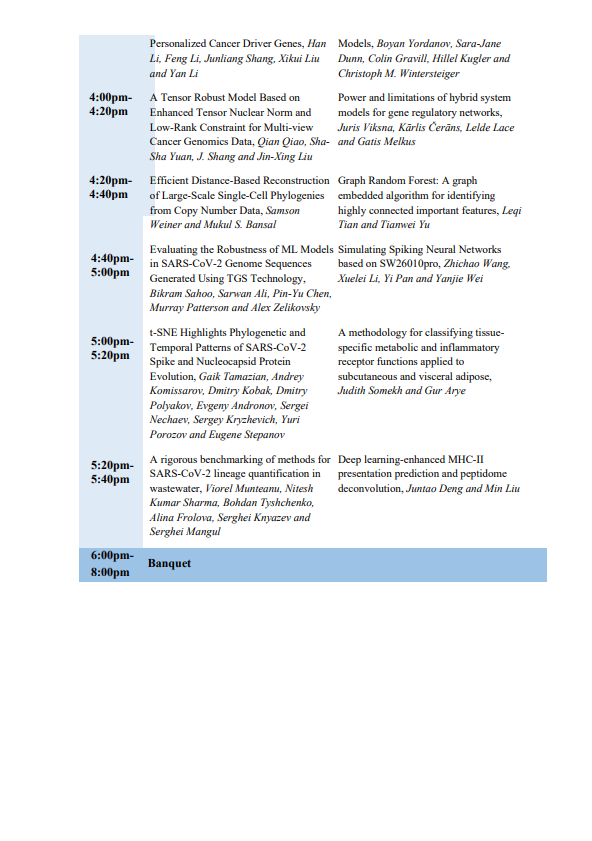 Personalized Cancer Driver Genes, Han
Li, Feng Li, Junliang Shang, Xikui Liu
and Yan Li
Models, Boyan Yordanov, Sara-Jane
Dunn, Colin Gravill, Hillel Kugler and
Christoph M. Wintersteiger
4:00pm-
4:20pm
A Tensor Robust Model Based on
Enhanced Tensor Nuclear Norm and
Low-Rank Constraint for Multi-view
Cancer Genomics Data, Qian Qiao, Sha-
Sha Yuan, J. Shang and Jin-Xing Liu
Power and limitations of hybrid system
models for gene regulatory networks,
Juris Viksna, Kārlis Čerāns, Lelde Lace
and Gatis Melkus
4:20pm-
4:40pm
Efficient Distance-Based Reconstruction
of Large-Scale Single-Cell Phylogenies
from Copy Number Data, Samson
Weiner and Mukul S. Bansal
Graph Random Forest: A graph
embedded algorithm for identifying
highly connected important features, Leqi
Tian and Tianwei Yu
4:40pm-
5:00pm
Evaluating the Robustness of ML Models
in SARS-CoV-2 Genome Sequences
Generated Using TGS Technology,
Bikram Sahoo, Sarwan Ali, Pin-Yu Chen,
Murray Patterson and Alex Zelikovsky
Simulating Spiking Neural Networks
based on SW26010pro, Zhichao Wang,
Xuelei Li, Yi Pan and Yanjie Wei
5:00pm-
5:20pm
t-SNE Highlights Phylogenetic and
Temporal Patterns of SARS-CoV-2
Spike and Nucleocapsid Protein
Evolution, Gaik Tamazian, Andrey
Komissarov, Dmitry Kobak, Dmitry
Polyakov, Evgeny Andronov, Sergei
Nechaev, Sergey Kryzhevich, Yuri
Porozov and Eugene Stepanov
A methodology for classifying tissue-
specific metabolic and inflammatory
receptor functions applied to
subcutaneous and visceral adipose,
Judith Somekh and Gur Arye
5:20pm-
5:40pm
A rigorous benchmarking of methods for
SARS-CoV-2 lineage quantification in
wastewater, Viorel Munteanu, Nitesh
Kumar Sharma, Bohdan Tyshchenko,
Alina Frolova, Serghei Knyazev and
Serghei Mangul
Deep learning-enhanced MHC-II
presentation prediction and peptidome
deconvolution, Juntao Deng and Min Liu
6:00pm-
8:00pm
Banquet